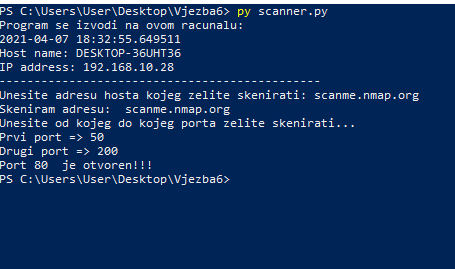 PS C:\Users\User\Desktop\Vjezba6> py scanner.py
Program se izvodi na ovom racunalu:
2021-04-07 18:32:55.649511
Host name: DESKTOP-36UHT36
IP address: 192.168.10.28
--------------------------------------------------
Unesite adresu hosta kojeg zelite skenirati: scanme.nmap.org
Skeniram adresu:  scanme.nmap.org
Unesite od kojeg do kojeg porta zelite skenirati...
Prvi port => 50
Drugi port => 200
Port 80  je otvoren!!!
PS C:\Users\User\Desktop\Vjezba6>